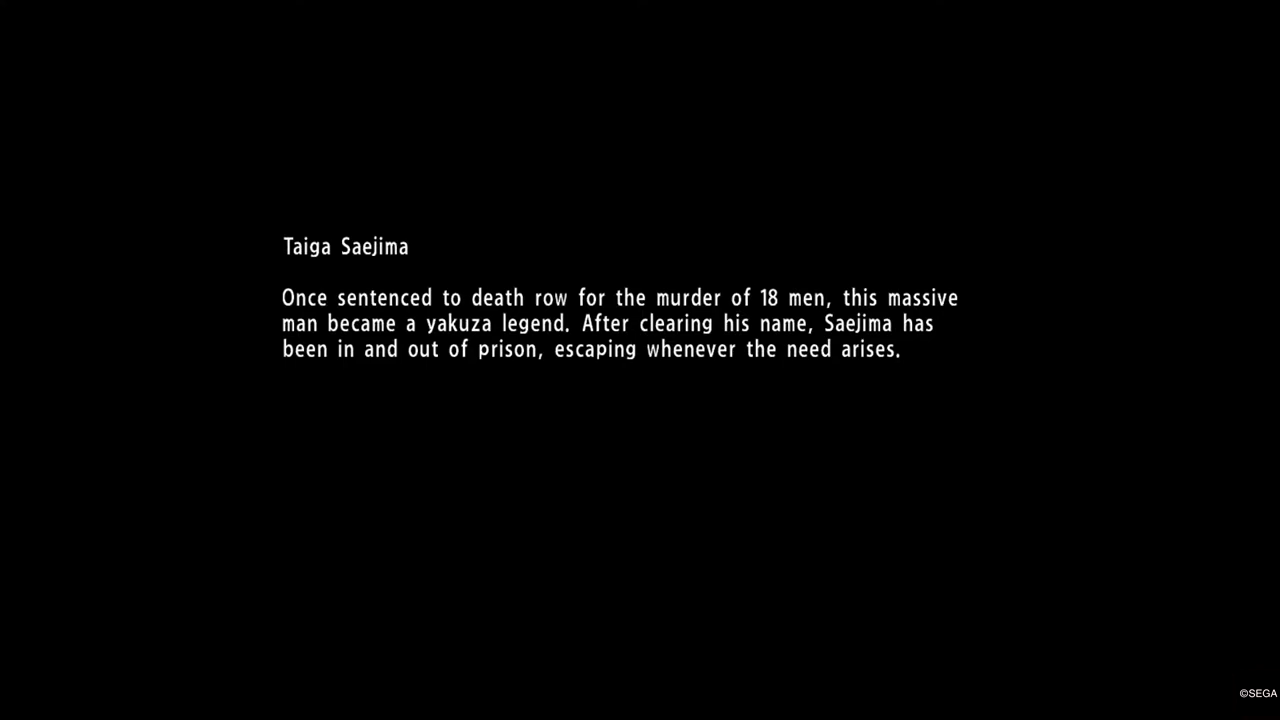 Taiga Saejima
Once sentenced to death row for the murder of 18 men, this massive
man became a yakuza legend. After clearing his name, Saejima has
been in and out of prison, escaping whenever the need arises.
©SEGA